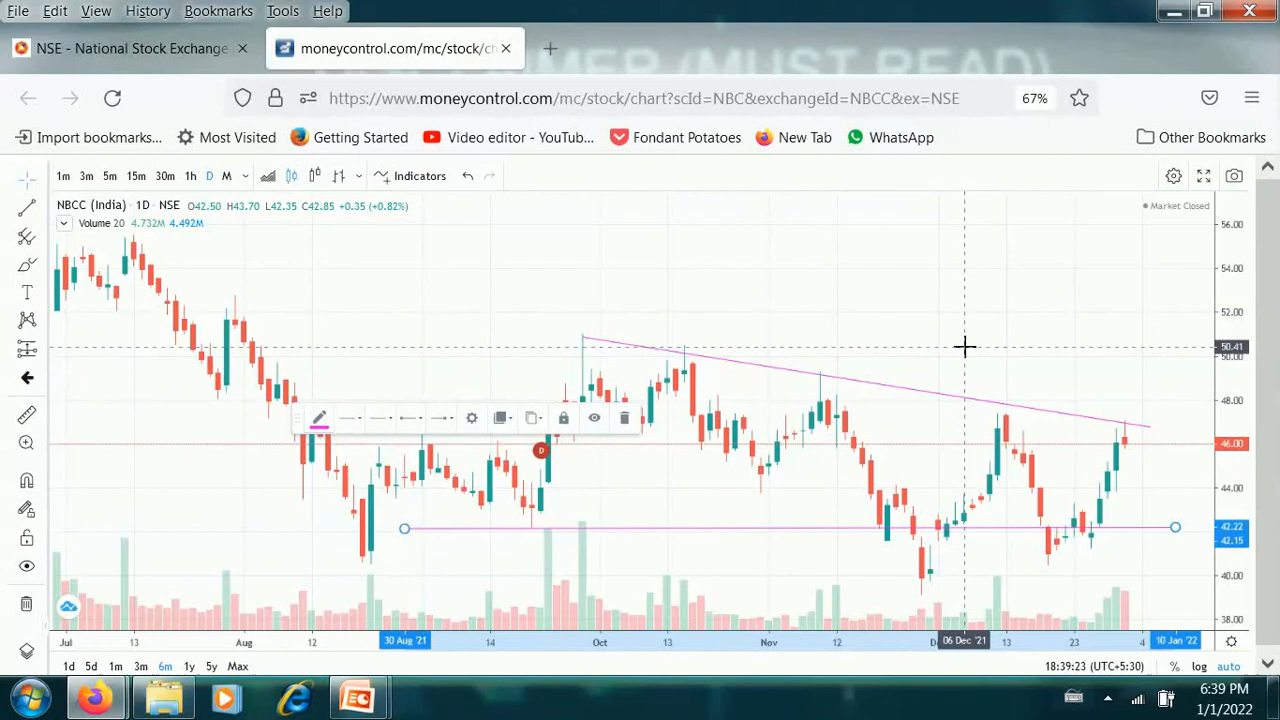 File Edit View History Bookmarks Tools Help
NSE - National Stock Exchange
moneycontrol.com/mc/stock/ch
DISCLAIMER (MUST READ)
https://www.moneycontrol.com/mc/stock/chart?scId=NBC&exchangeId=NBCC&ex=NSE 67%
Import bookmarks... Most Visited Getting Started Video editor - YouTub... Fondant Potatoes New Tab WhatsApp Other Bookmarks
1m 3m 5m 15m 30m 1h D M Indicators
NBCC (India) · 1D · NSE O42.50 H43.70 L42.35 C42.85 +0.35 (+0.82%)
Market Closed
Volume 20 4.732M 4.492M
56.00
54.00
52.00
50.41
50.00
48.00
46.00
44.00
42.22
42.15
40.00
38.00
D
Jul 13 Aug 12 30 Aug '21 14 Oct 13 Nov 12 D 06 Dec '21 13 23 4 10 Jan '22
1d 5d 1m 3m 6m 1y 5y Max 18:39:23 (UTC+5:30) % log auto
6:39 PM
1/1/2022